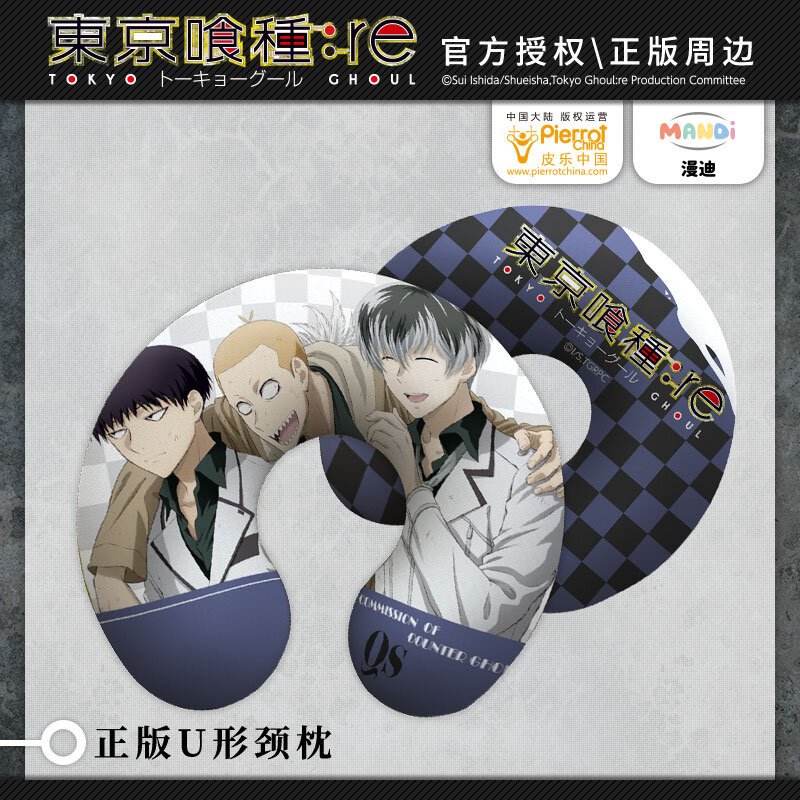 東京喰種:re
TOKYO トーキョーグール GHOUL
官方授权\正版周边
©Sui Ishida/Shueisha,Tokyo Ghoul:re Production Committee
中国大陆 版权运营
Pierrot
China
皮乐中国
www.pierrotchina.com
MANDi
漫迪
東京喰種:re
TOKYO トーキョーグール GHOUL
©I/S,TGRPC
COMMISSION OF
COUNTER GHO
Qs
正版U形颈枕